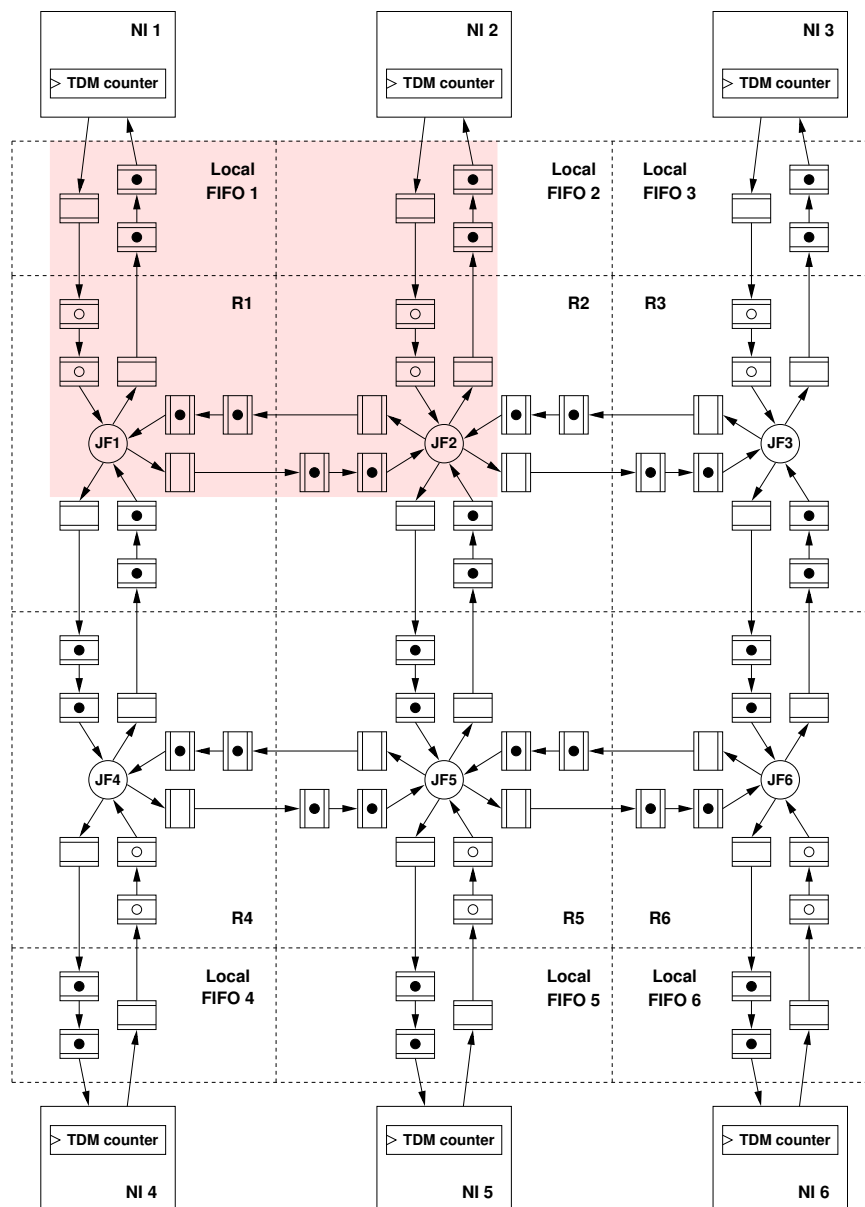 NI 1
NI 2
NI 3
TDM counter
TDM counter
TDM counter
Local
FIFO 1
Local
FIFO 2
Local
FIFO 3
R1
R2
R3
JF1
JF2
JF3
JF4
JF5
JF6
R4
R5
R6
Local
FIFO 4
Local
FIFO 5
Local
FIFO 6
TDM counter
TDM counter
TDM counter
NI 4
NI 5
NI 6